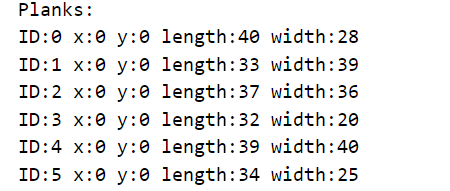 Planks:
ID:0 x:0 y:0 length:40 width:28
ID:1 x:0 y:0 length:33 width:39
ID:2 x:0 y:0 length:37 width:36
ID:3 x:0 y:0 length:32 width:20
ID:4 x:0 y:0 length:39 width:40
ID:5 x:0 y:0 length:34 width:25